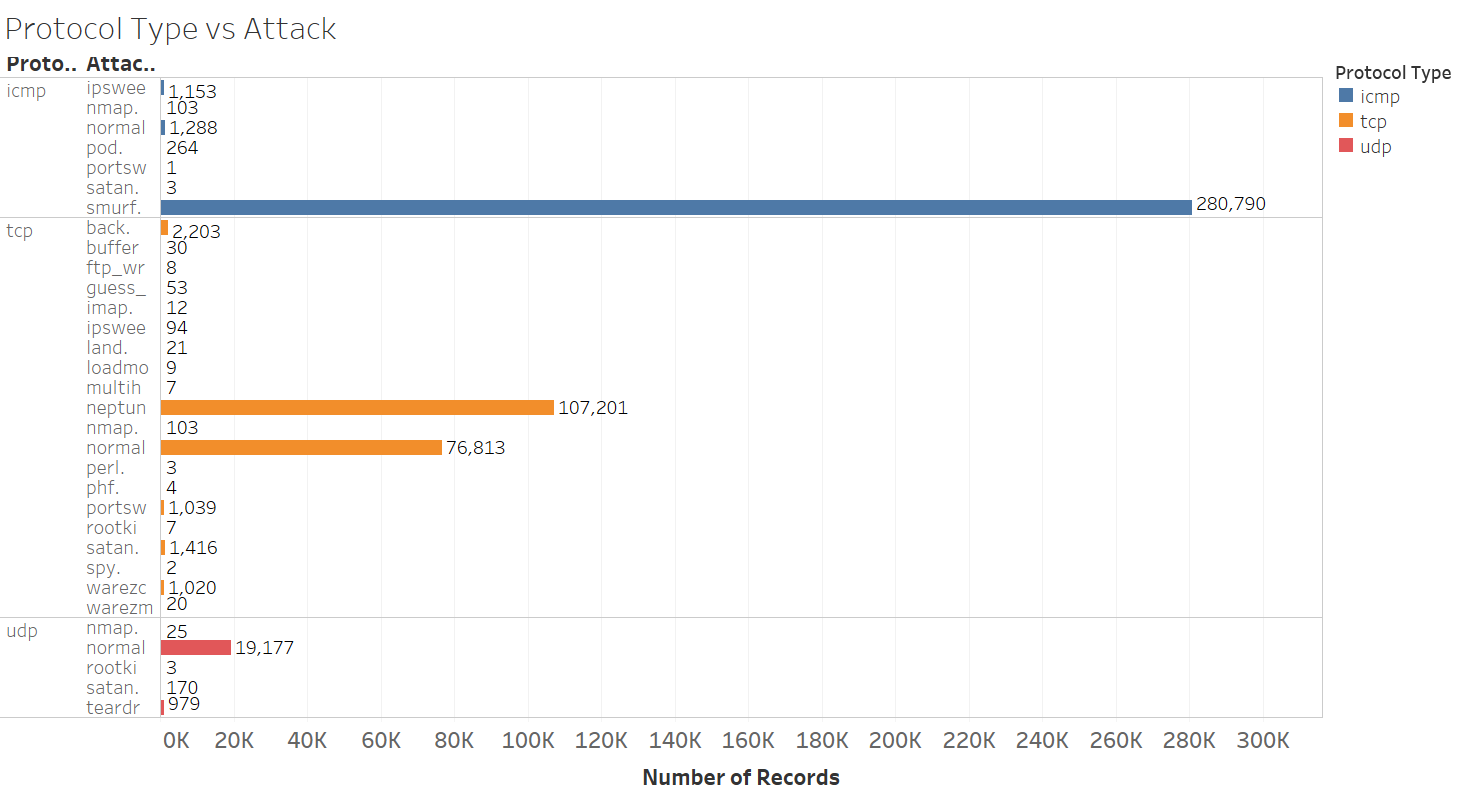 Protocol Type vs Attack
Proto.. Attac..
icmp ipswee 1,153
nmap. 103
normal 1,288
pod. 264
portsw 1
satan. 3
smurf. 280,790
tcp back. 2,203
buffer 30
ftp_wr 8
guess_ 53
imap. 12
ipswee 94
land. 21
loadmo 9
multih 7
neptun 107,201
nmap. 103
normal 76,813
perl. 3
phf. 4
portsw 1,039
rootki 7
satan. 1,416
spy. 2
warezc 1,020
warezm 20
udp nmap. 25
normal 19,177
rootki 3
satan. 170
teardr 979
0K 20K 40K 60K 80K 100K 120K 140K 160K 180K 200K 220K 240K 260K 280K 300K
Number of Records
Protocol Type
icmp
tcp
udp